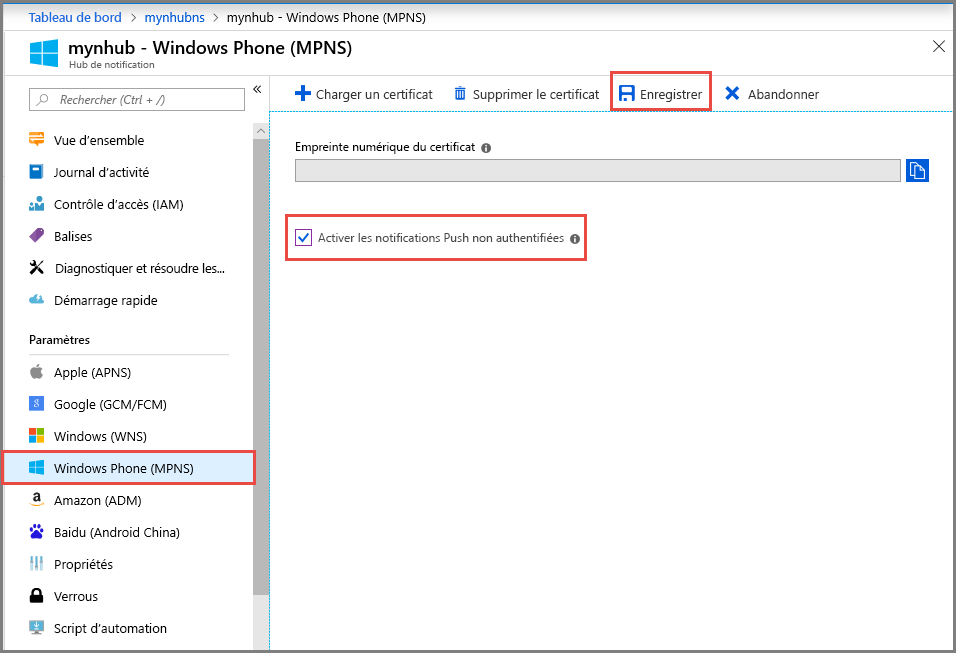 Tableau de bord > mynhubns > mynhub - Windows Phone (MPNS)
mynhub - Windows Phone (MPNS)
Hub de notification
Rechercher (Ctrl + /)
Vue d'ensemble
Journal d'activité
Contrôle d'accès (IAM)
Balises
Diagnostiquer et résoudre les...
Démarrage rapide
Paramètres
Apple (APNS)
Google (GCM/FCM)
Windows (WNS)
Windows Phone (MPNS)
Amazon (ADM)
Baidu (Android China)
Propriétés
Verrous
Script d'automation
Charger un certificat
Supprimer le certificat
Enregistrer
Abandonner
Empreinte numérique du certificat
Activer les notifications Push non authentifiées